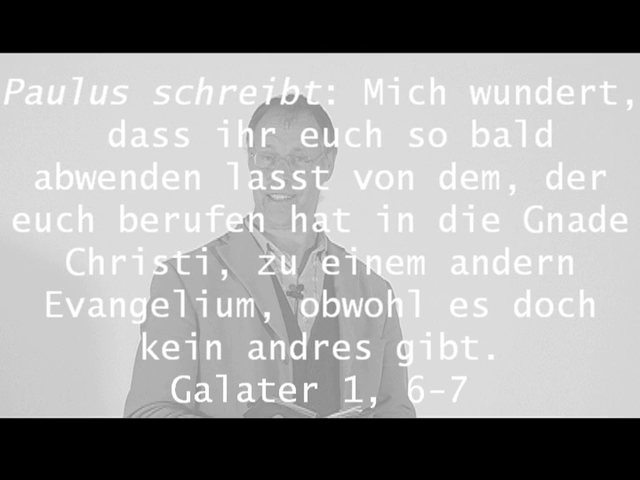 Paulus schreibt: Mich wundert,
dass ihr euch so bald
abwenden lasst von dem, der
euch berufen hat in die Gnade
Christi, zu einem andern
Evangelium, obwohl es doch
kein andres gibt.
Galater 1, 6-7